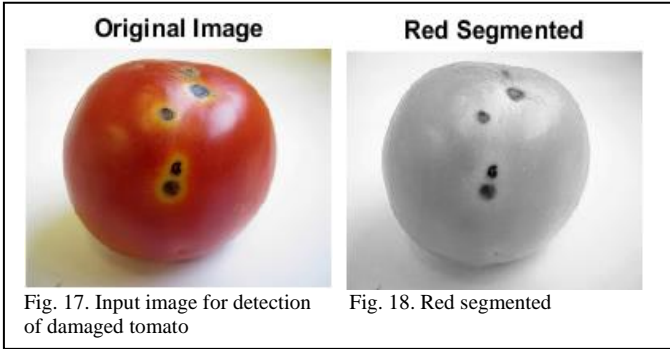 Original Image
Red Segmented
Fig. 17. Input image for detection
of damaged tomato
Fig. 18. Red segmented